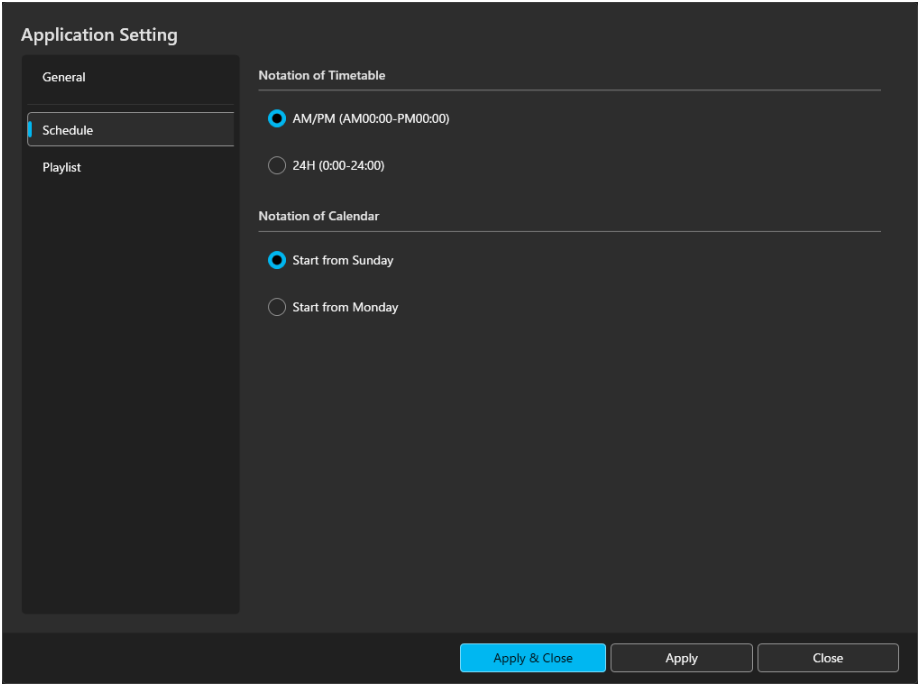 Application Setting
General
Schedule
Playlist
Notation of Timetable
AM/PM (AM00:00-PM00:00)
24H (0:00-24:00)
Notation of Calendar
Start from Sunday
Start from Monday
Apply & Close
Apply
Close